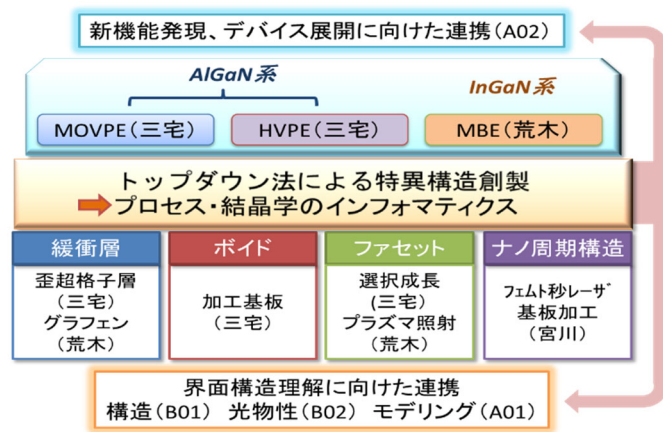 新機能発現、デバイス展開に向けた連携(A02)
AlGaN系
InGaN系
MOVPE(三宅)
HVPE(三宅)
MBE(荒木)
トップダウン法による特異構造創製
プロセス・結晶学のインフォマティクス
緩衝層
歪超格子層
(三宅)
グラフェン
(荒木)
ボイド
加工基板
(三宅)
ファセット
選択成長
(三宅)
プラズマ照射
(荒木)
ナノ周期構造
フェムト秒レーザ
基板加工
(宮川)
界面構造理解に向けた連携
構造(B01) 光物性(B02) モデリング(A01)